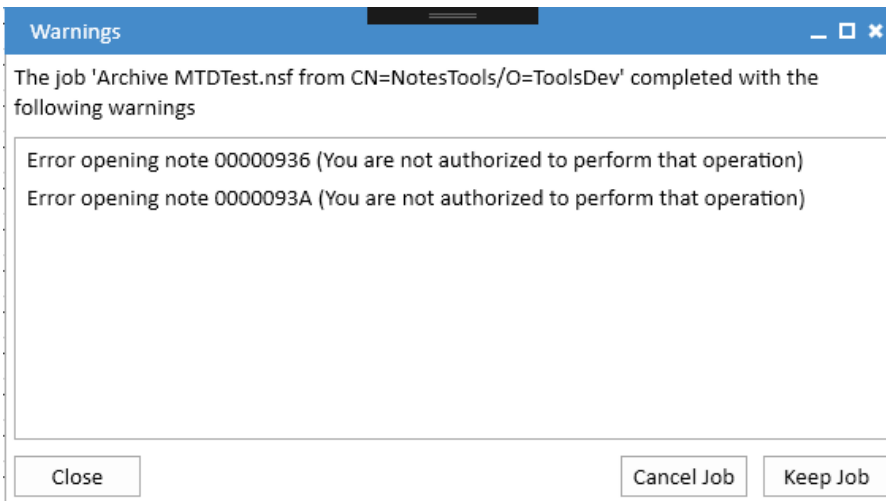 Warnings
The job 'Archive MTDTest.nsf from CN=NotesTools/O=ToolsDev' completed with the
following warnings
Error opening note 00000936 (You are not authorized to perform that operation)
Error opening note 0000093A (You are not authorized to perform that operation)
Close Cancel Job Keep Job